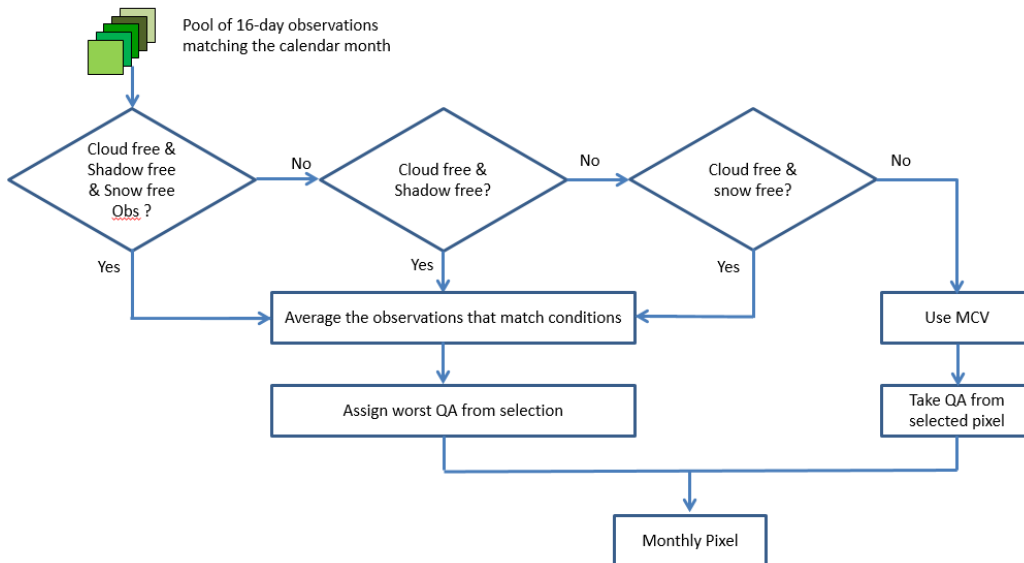 Pool of 16-day observations
matching the calendar month
Cloud free &
Shadow free
& Snow free
Obs ?
No
Cloud free &
Shadow free?
No
Cloud free &
snow free?
No
Yes
Yes
Yes
Average the observations that match conditions
Use MCV
Assign worst QA from selection
Take QA from
selected pixel
Monthly Pixel